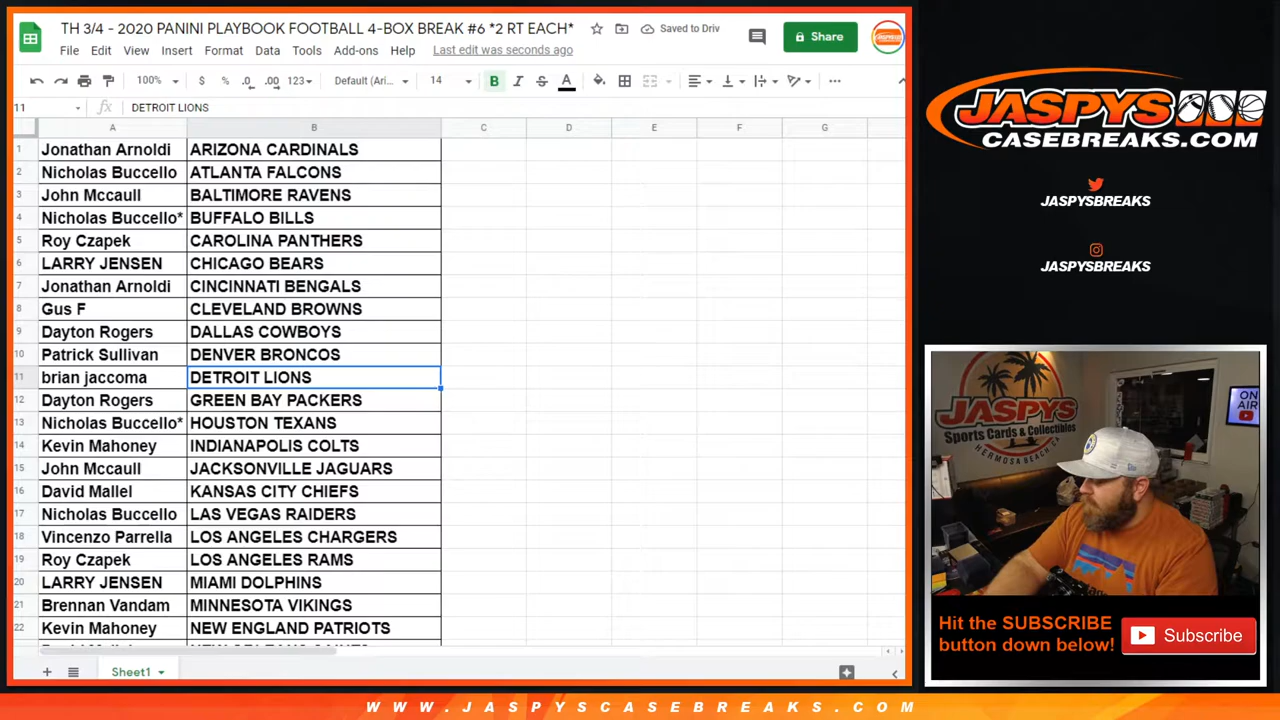 TH 3/4 - 2020 PANINI PLAYBOOK FOOTBALL 4-BOX BREAK #6 *2 RT EACH*
Saved to Driv
Share
File Edit View Insert Format Data Tools Add-ons Help Last edit was seconds ago
100% $ % .0 .00 123 Default (Ari... 14 B I S A
11 fx DETROIT LIONS
A B C D E F G
1 Jonathan Arnoldi ARIZONA CARDINALS
2 Nicholas Buccello ATLANTA FALCONS
3 John Mccaull BALTIMORE RAVENS
4 Nicholas Buccello* BUFFALO BILLS
5 Roy Czapek CAROLINA PANTHERS
6 LARRY JENSEN CHICAGO BEARS
7 Jonathan Arnoldi CINCINNATI BENGALS
8 Gus F CLEVELAND BROWNS
9 Dayton Rogers DALLAS COWBOYS
10 Patrick Sullivan DENVER BRONCOS
11 brian jaccoma DETROIT LIONS
12 Dayton Rogers GREEN BAY PACKERS
13 Nicholas Buccello* HOUSTON TEXANS
14 Kevin Mahoney INDIANAPOLIS COLTS
15 John Mccaull JACKSONVILLE JAGUARS
16 David Mallel KANSAS CITY CHIEFS
17 Nicholas Buccello LAS VEGAS RAIDERS
18 Vincenzo Parrella LOS ANGELES CHARGERS
19 Roy Czapek LOS ANGELES RAMS
20 LARRY JENSEN MIAMI DOLPHINS
21 Brennan Vandam MINNESOTA VIKINGS
22 Kevin Mahoney NEW ENGLAND PATRIOTS
Sheet1
JASPYS
CASEBREAKS.COM
JASPYSBREAKS
JASPYSBREAKS
JASPYS
Sports Cards & Collectibles
HERMOSA BEACH, CA
ON
AIR
Hit the SUBSCRIBE
button down below!
Subscribe
WWW.JASPYSCASEBREAKS.COM